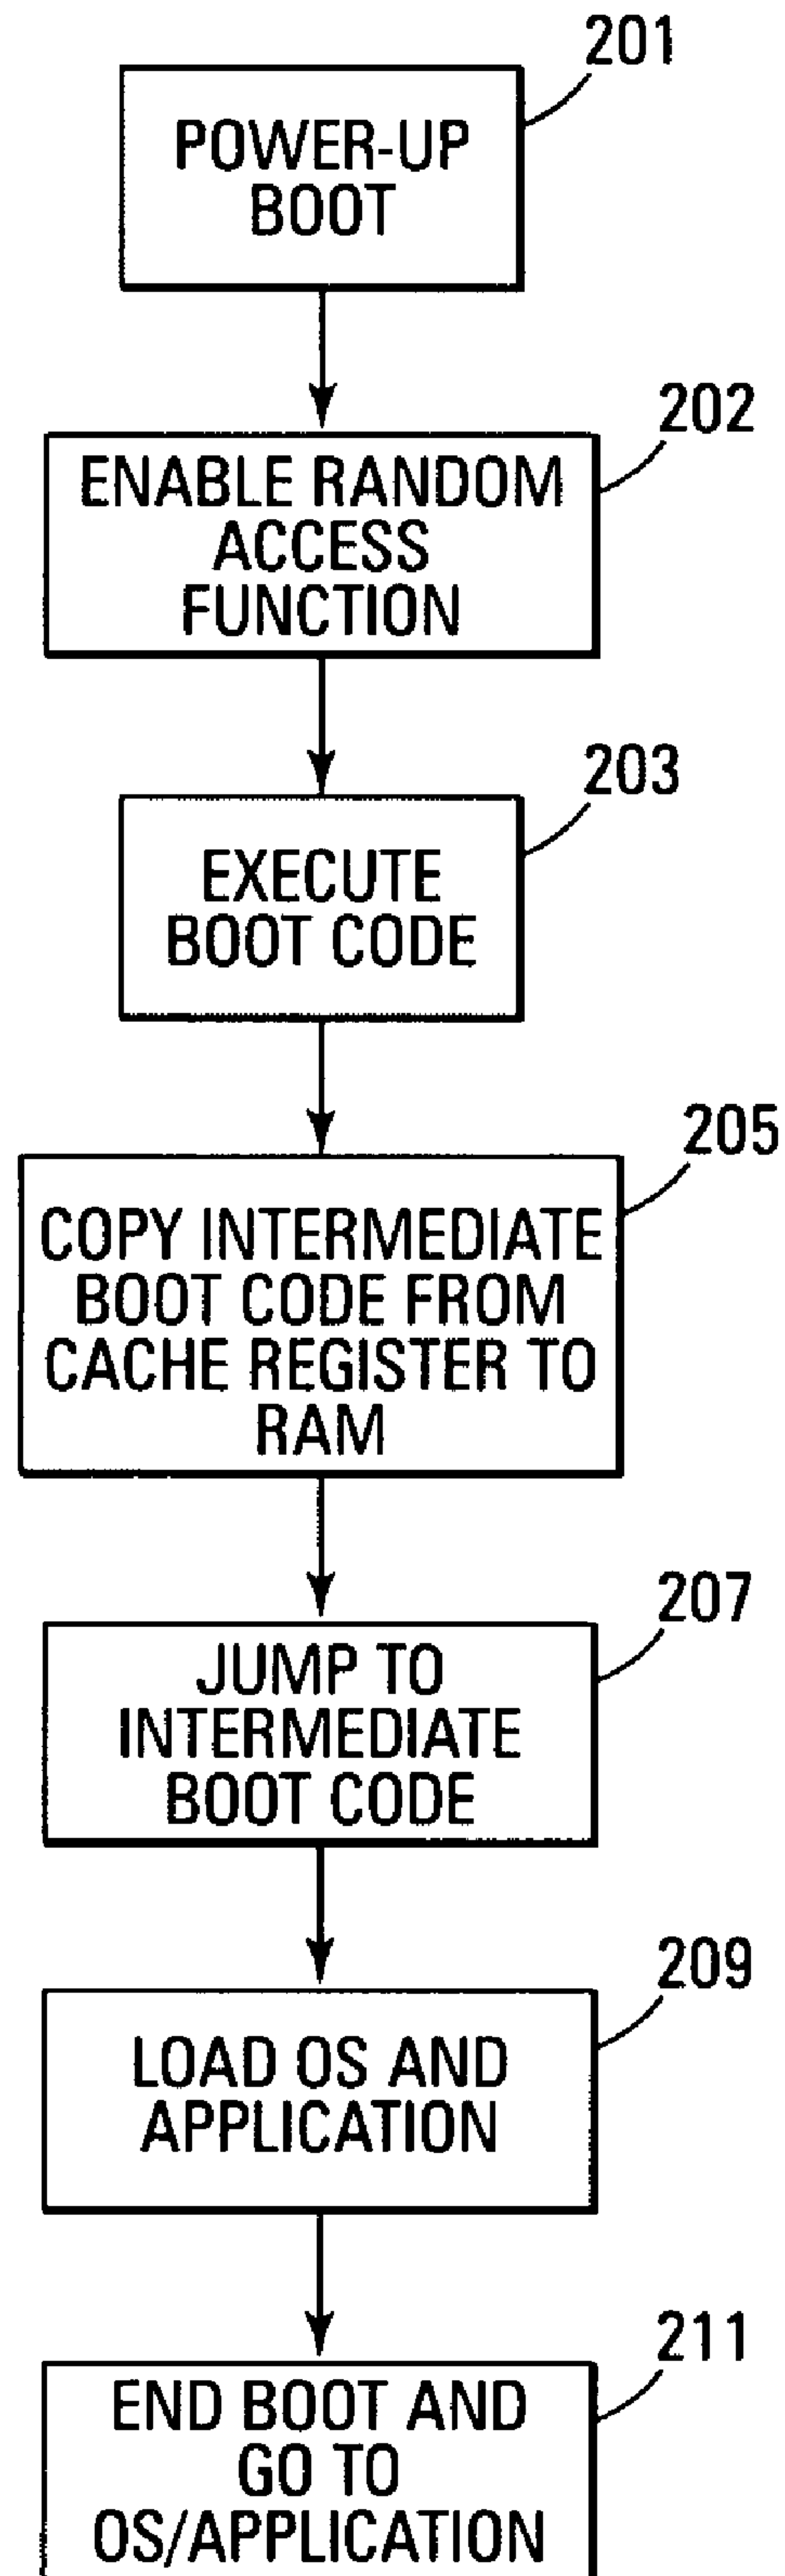 201
POWER-UP
BOOT
202
ENABLE RANDOM
ACCESS
FUNCTION
203
EXECUTE
BOOT CODE
205
COPY INTERMEDIATE
BOOT CODE FROM
CACHE REGISTER TO
RAM
207
JUMP TO
INTERMEDIATE
BOOT CODE
209
LOAD OS AND
APPLICATION
211
END BOOT AND
GO TO
OS/APPLICATION